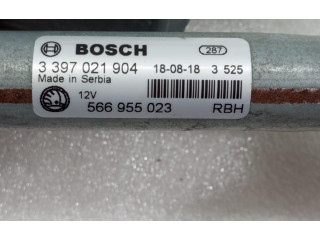 BOSCH 287
3 397 021 904 18-08-18 3 525
Made in Serbia
12V
566 955 023 RBH